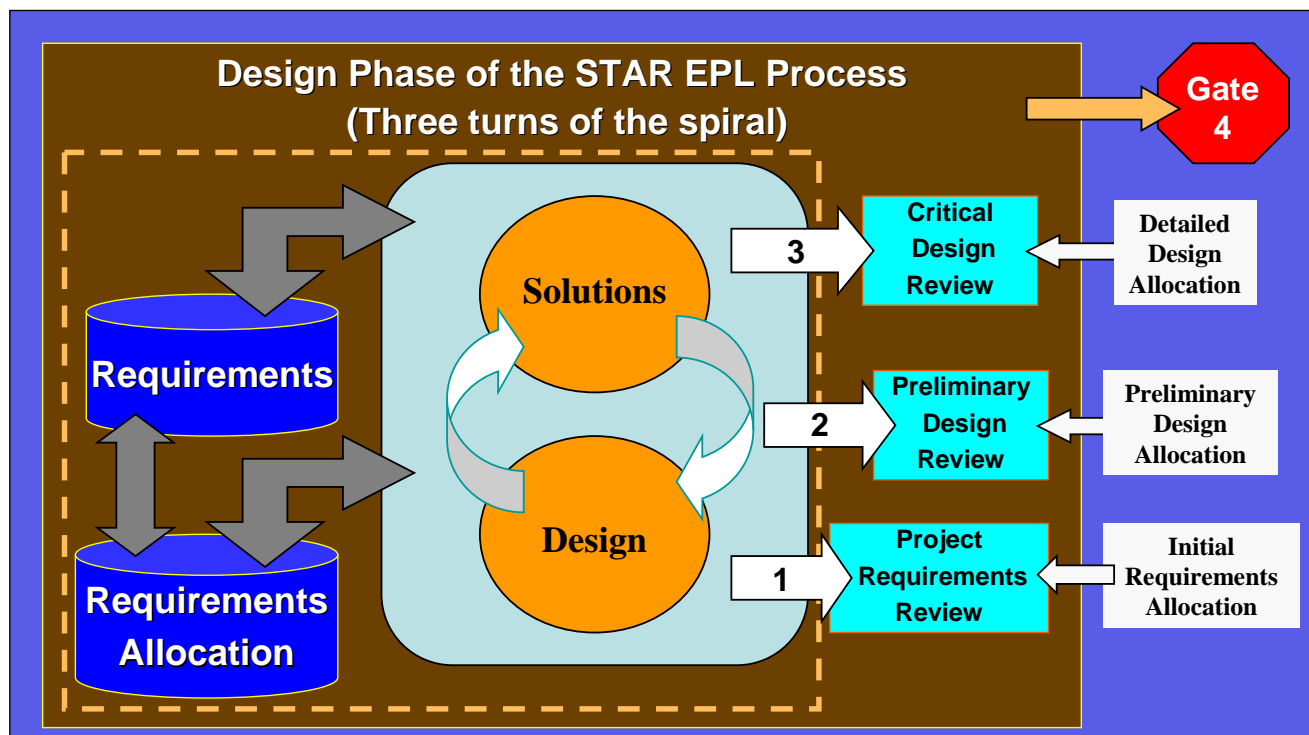 Design Phase of the STAR EPL Process
(Three turns of the spiral)
Gate
4
Requirements
Requirements
Allocation
Solutions
Design
3
Critical
Design
Review
Detailed
Design
Allocation
2
Preliminary
Design
Review
Preliminary
Design
Allocation
1
Project
Requirements
Review
Initial
Requirements
Allocation